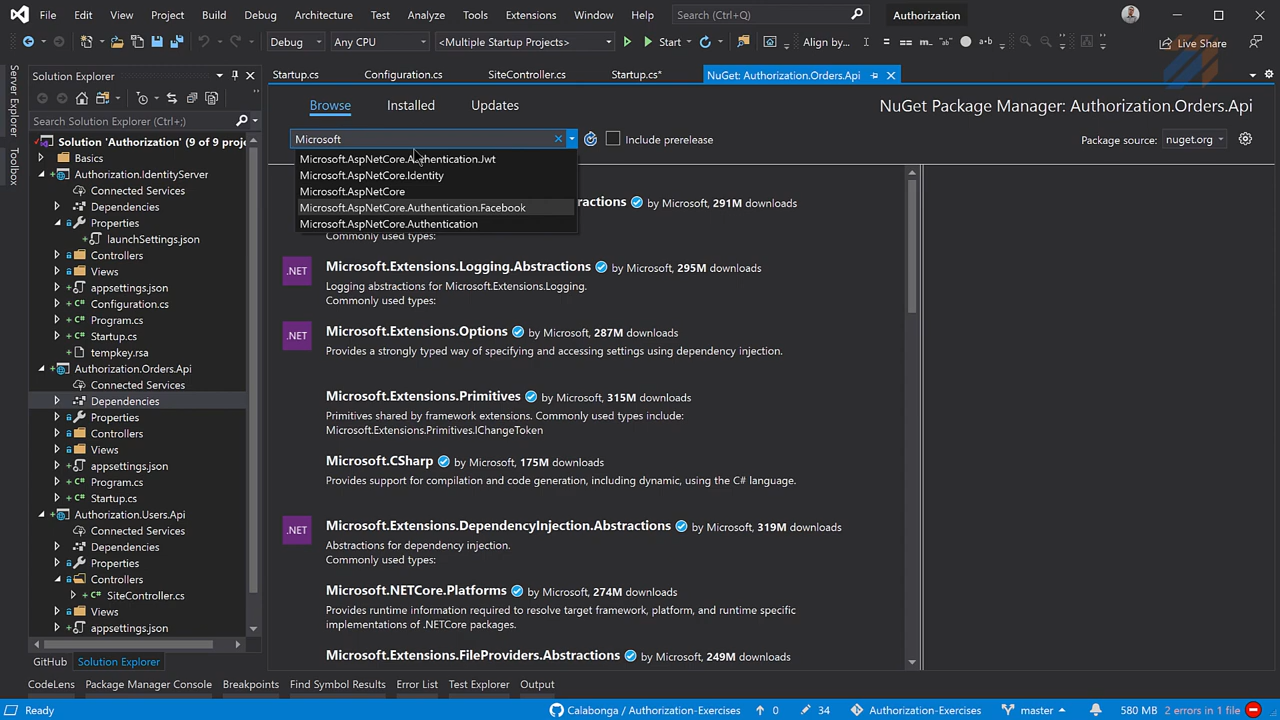 File Edit View Project Build Debug Architecture Test Analyze Tools Extensions Window Help Search (Ctrl+Q) Authorization
Debug Any CPU <Multiple Startup Projects> Start Align by... Live Share
Server Explorer
Toolbox
Solution Explorer
Search Solution Explorer (Ctrl+;)
Solution 'Authorization' (9 of 9 proje
Basics
Authorization.IdentityServer
Connected Services
Dependencies
Properties
launchSettings.json
Controllers
Views
appsettings.json
Configuration.cs
Program.cs
Startup.cs
tempkey.rsa
Authorization.Orders.Api
Connected Services
Dependencies
Properties
Controllers
Views
appsettings.json
Program.cs
Startup.cs
Authorization.Users.Api
Connected Services
Dependencies
Properties
Controllers
SiteController.cs
Views
appsettings.json
GitHub Solution Explorer
Startup.cs Configuration.cs SiteController.cs Startup.cs* NuGet: Authorization.Orders.Api
Browse Installed Updates NuGet Package Manager: Authorization.Orders.Api
Microsoft Include prerelease Package source: nuget.org
Microsoft.AspNetCore.Authentication.Jwt
Microsoft.AspNetCore.Identity
Microsoft.AspNetCore
Microsoft.AspNetCore.Authentication.Facebook
Microsoft.AspNetCore.Authentication
ractions by Microsoft, 291M downloads
Commonly used types:
.NET Microsoft.Extensions.Logging.Abstractions by Microsoft, 295M downloads
Logging abstractions for Microsoft.Extensions.Logging.
Commonly used types:
.NET Microsoft.Extensions.Options by Microsoft, 287M downloads
Provides a strongly typed way of specifying and accessing settings using dependency injection.
Microsoft.Extensions.Primitives by Microsoft, 315M downloads
Primitives shared by framework extensions. Commonly used types include:
Microsoft.Extensions.Primitives.IChangeToken
Microsoft.CSharp by Microsoft, 175M downloads
Provides support for compilation and code generation, including dynamic, using the C# language.
.NET Microsoft.Extensions.DependencyInjection.Abstractions by Microsoft, 319M downloads
Abstractions for dependency injection.
Commonly used types:
Microsoft.NETCore.Platforms by Microsoft, 274M downloads
Provides runtime information required to resolve target framework, platform, and runtime specific
implementations of .NETCore packages.
Microsoft.Extensions.FileProviders.Abstractions by Microsoft, 249M downloads
CodeLens Package Manager Console Breakpoints Find Symbol Results Error List Test Explorer Output
Ready Calabonga / Authorization-Exercises 0 34 Authorization-Exercises master 580 MB 2 errors in 1 file